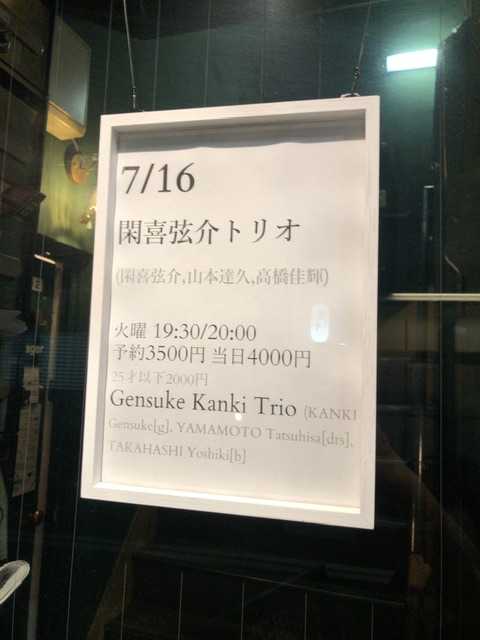 7/16
閑喜弦介トリオ
(閑喜弦介,山本達久,高橋佳輝)
火曜 19:30/20:00
予約3500円 当日4000円
25才以下2000円
Gensuke Kanki Trio (KANKI
Gensuke[g], YAMAMOTO Tatsuhisa[drs],
TAKAHASHI Yoshiki[b]